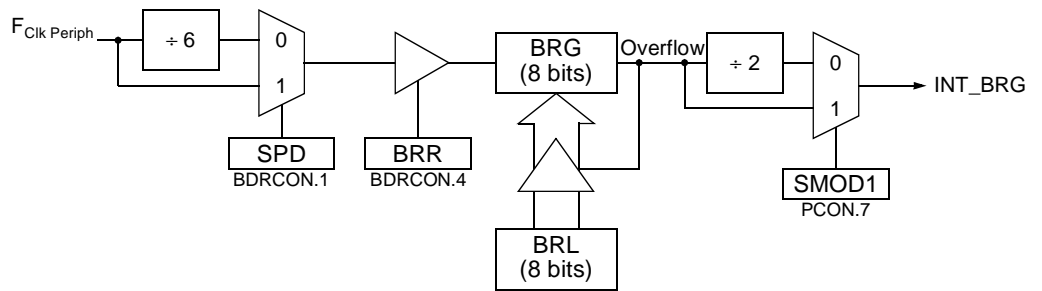 F Clk Periph
÷ 6
0
1
SPD
BDRCON.1
BRR
BDRCON.4
BRG
(8 bits)
Overflow
BRL
(8 bits)
÷ 2
0
1
SMOD1
PCON.7
INT_BRG